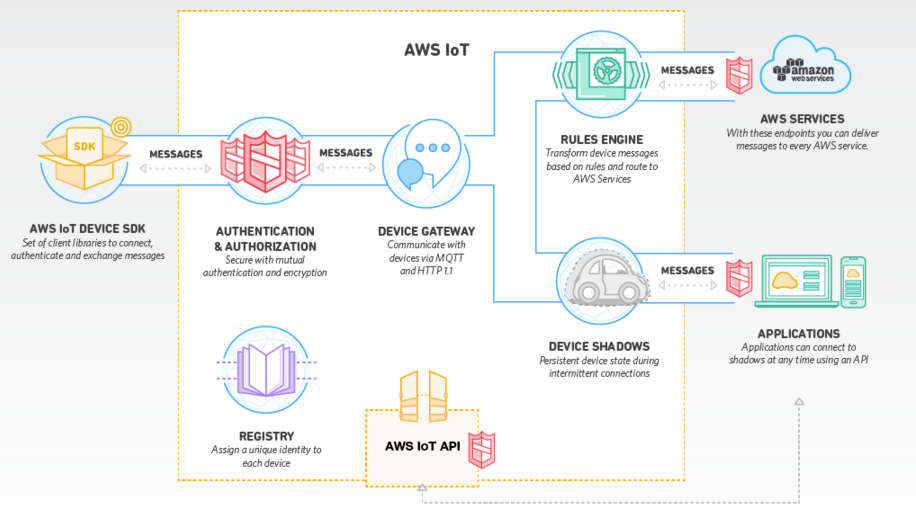 AWS IoT
SDK
MESSAGES
MESSAGES
MESSAGES
amazon
webservices
AWS IoT DEVICE SDK
Set of client libraries to connect,
authenticate and exchange messages
AUTHENTICATION
& AUTHORIZATION
Secure with mutual
authentication and encryption
DEVICE GATEWAY
Communicate with
devices via MQTT
and HTTP 1.1
RULES ENGINE
Transform device messages
based on rules and route to
AWS Services
AWS SERVICES
With these endpoints you can deliver
messages to every AWS service.
MESSAGES
DEVICE SHADOWS
Persistent device state during
intermittent connections
APPLICATIONS
Applications can connect to
shadows at any time using an API
REGISTRY
Assign a unique identity to
each device
AWS IoT API